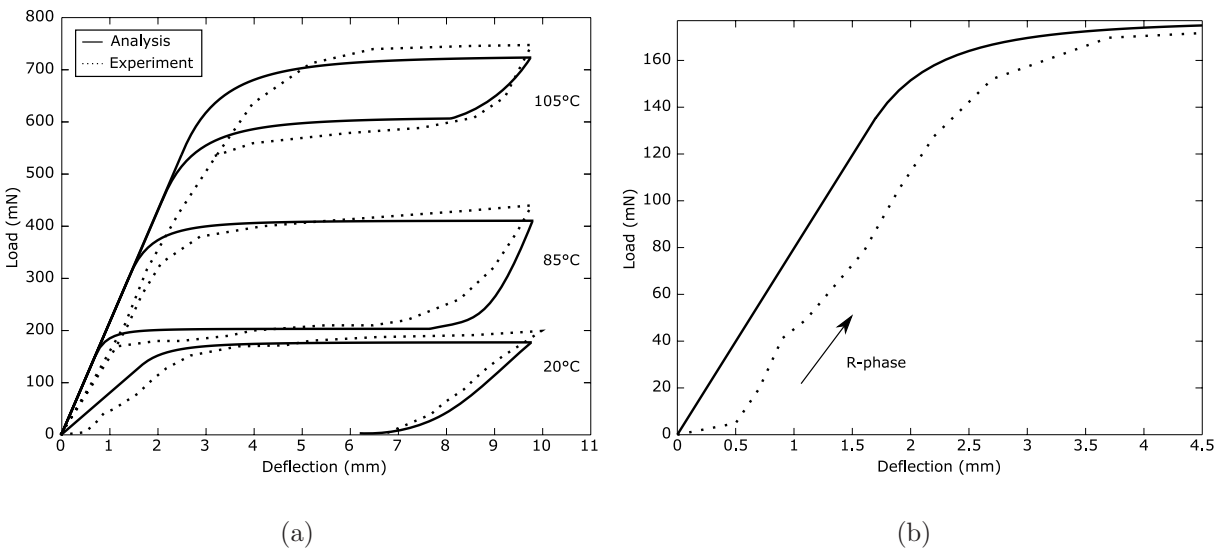 800
700
600
500
400
300
200
100
0
Load (mN)
Analysis
Experiment
105°C
85°C
20°C
0 1 2 3 4 5 6 7 8 9 10 11
Deflection (mm)
(a)
160
140
120
100
80
60
40
20
0
Load (mN)
R-phase
0 0.5 1 1.5 2 2.5 3 3.5 4 4.5
Deflection (mm)
(b)